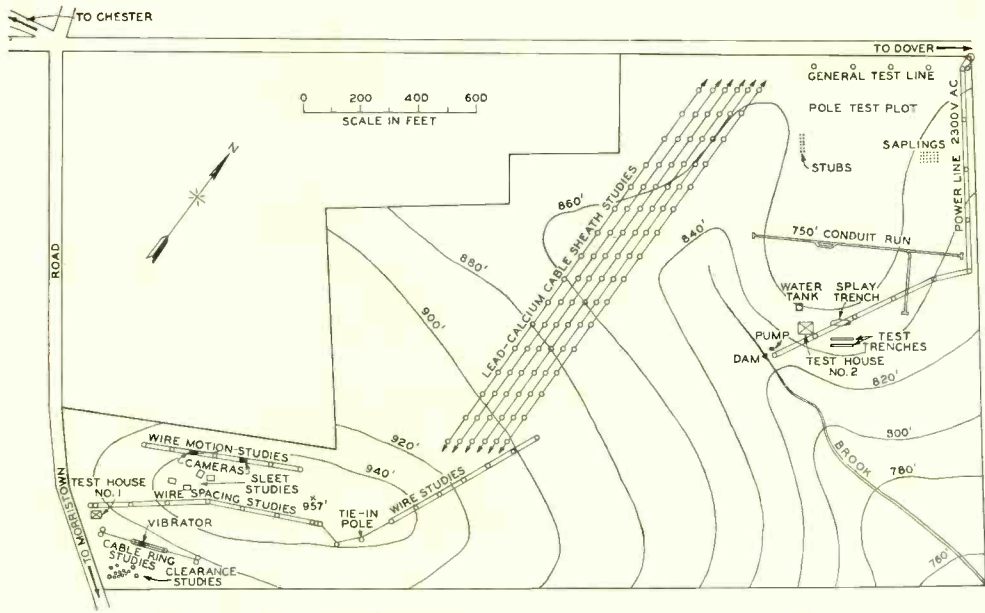 TO CHESTER
TO DOVER
GENERAL TEST LINE
0 200 400 600
SCALE IN FEET
POLE TEST PLOT
POWER LINE 2300 V AC
SAPLINGS
STUBS
N
LEAD-CALCIUM CABLE SHEATH STUDIES
860'
840'
750' CONDUIT RUN
880'
ROAD
900'
WATER
TANK
SPLAY
TRENCH
PUMP
DAM
TEST HOUSE
NO. 2
TEST
TRENCHES
820'
800'
BROOK
780'
760'
WIRE MOTION STUDIES
920'
CAMERAS
940'
TEST HOUSE
NO. 1
SLEET
STUDIES
WIRE SPACING STUDIES
957'
WIRE STUDIES
TIE-IN
POLE
VIBRATOR
CABLE RING
STUDIES
CLEARANCE
STUDIES
TO MORRISTOWN